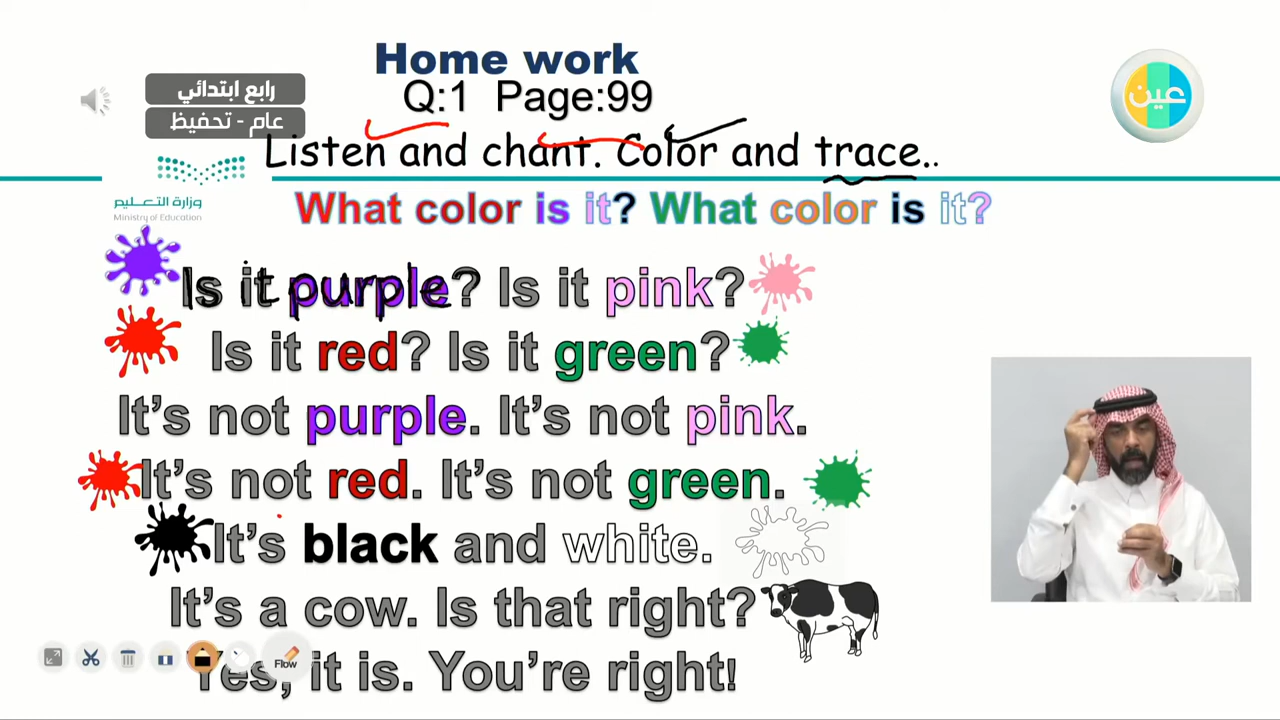 Home work
Q:1 Page:99
رابع ابتدائي
عام - تحفيظ
عين
Listen and chant. Color and trace..
وزارة التعليم
Ministry of Education
What color is it? What color is it?
Is it purple? Is it pink?
Is it red? Is it green?
It's not purple. It's not pink.
It's not red. It's not green.
It's black and white.
It's a cow. Is that right?
Yes, it is. You're right!
Flow